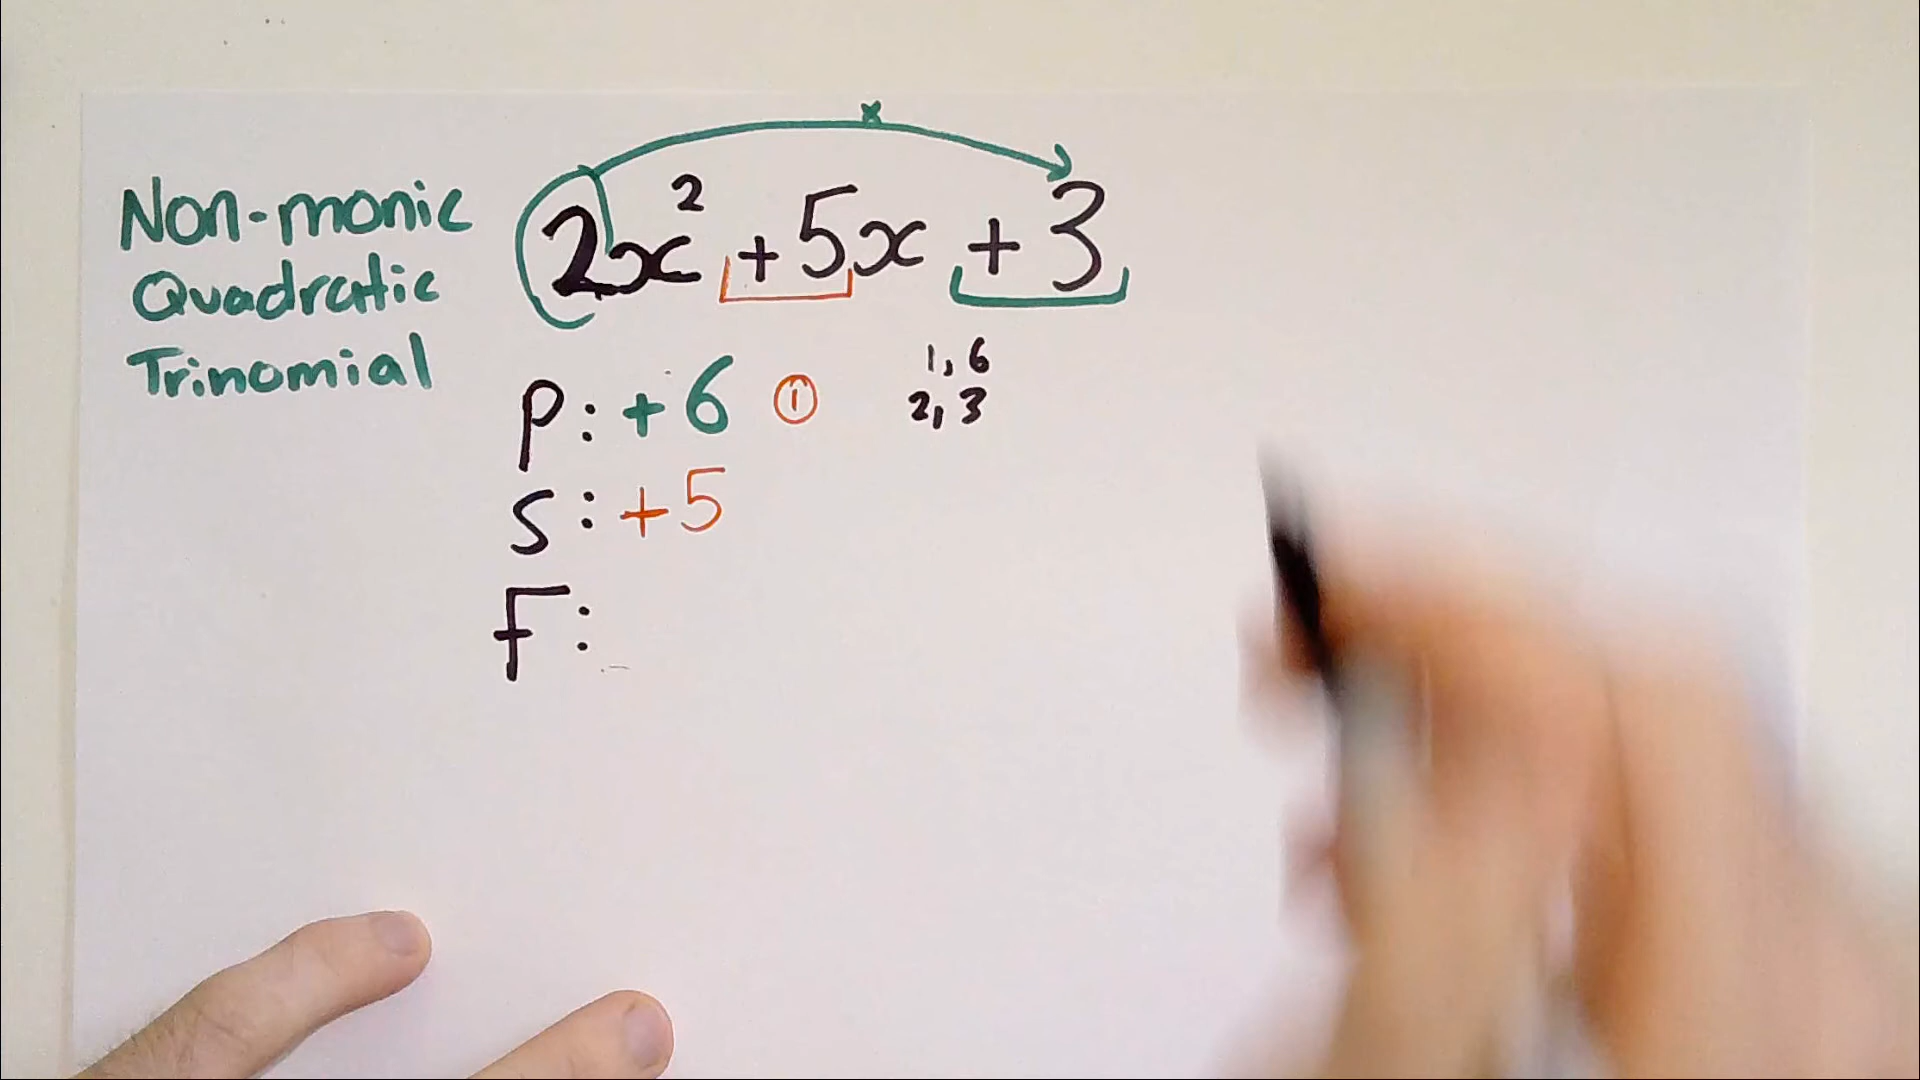 Non-monic
Quadratic
Trinomial
×
2x² + 5x + 3
P: +6 ①
1, 6
2, 3
S: +5
F: